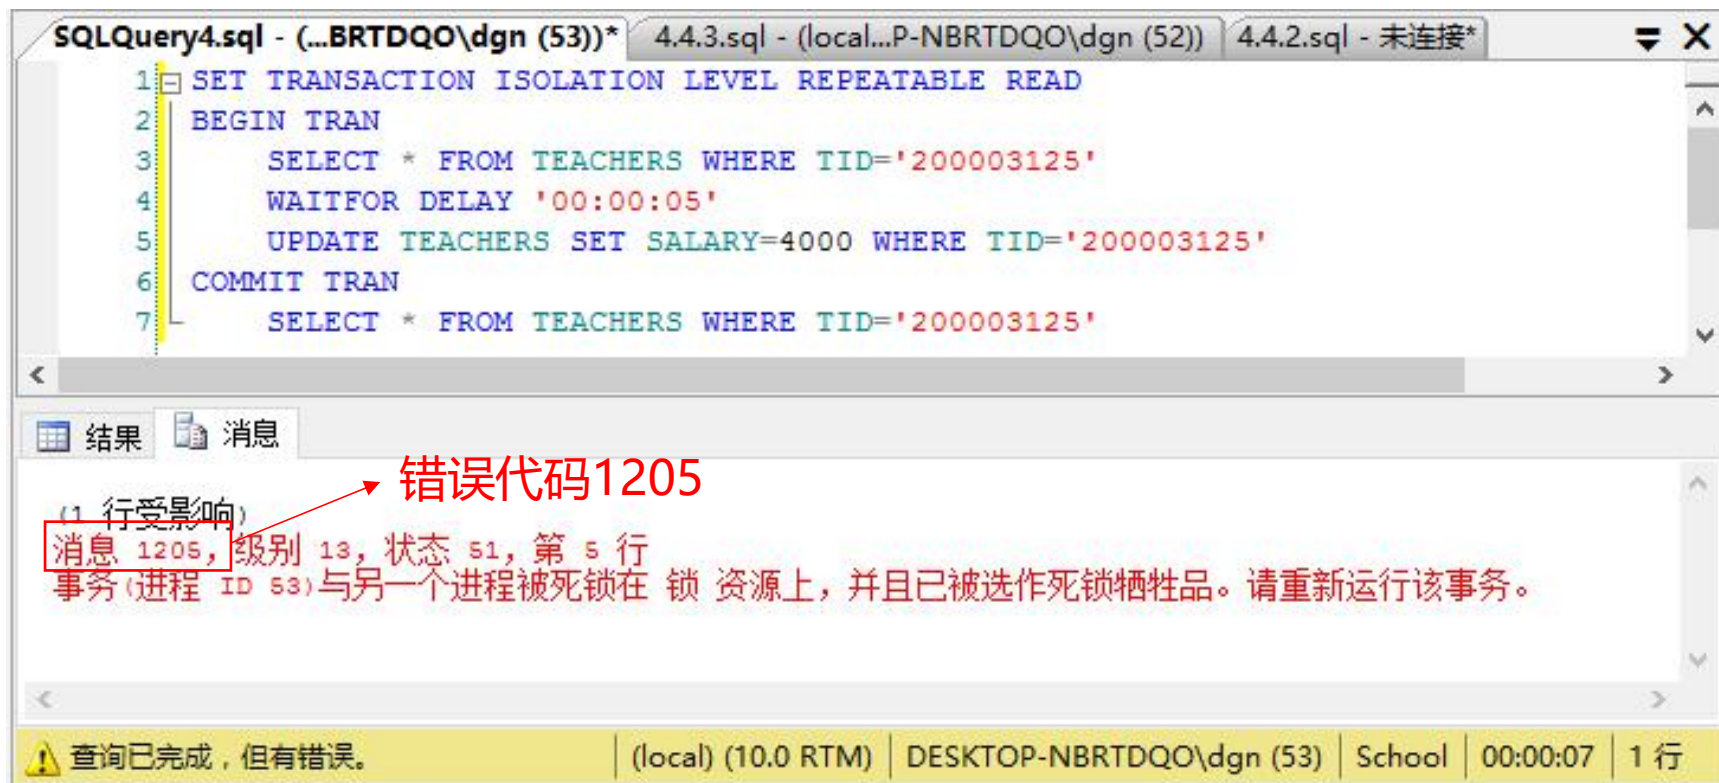 SQLQuery4.sql - (...BRTDQO\dgn (53))* 4.4.3.sql - (local...P-NBRTDQO\dgn (52)) 4.4.2.sql - 未连接*
1 SET TRANSACTION ISOLATION LEVEL REPEATABLE READ
2 BEGIN TRAN
3 SELECT * FROM TEACHERS WHERE TID='200003125'
4 WAITFOR DELAY '00:00:05'
5 UPDATE TEACHERS SET SALARY=4000 WHERE TID='200003125'
6 COMMIT TRAN
7 SELECT * FROM TEACHERS WHERE TID='200003125'
结果 消息
错误代码1205
(1 行受影响)
消息 1205，级别 13，状态 51，第 5 行
事务(进程 ID 53)与另一个进程被死锁在 锁 资源上，并且已被选作死锁牺牲品。请重新运行该事务。
查询已完成，但有错误。 (local) (10.0 RTM) DESKTOP-NBRTDQO\dgn (53) School 00:00:07 1 行